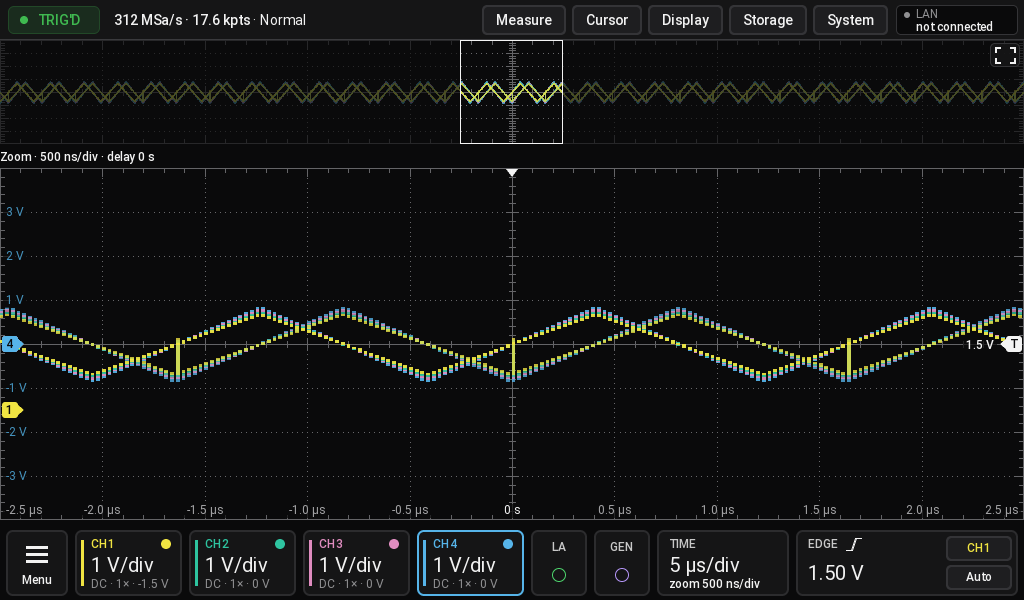 TRIG'D
312 MSa/s · 17.6 kpts · Normal
Measure
Cursor
Display
Storage
System
LAN
not connected
Zoom · 500 ns/div · delay 0 s
3 V
2 V
1 V
4
1.5 V
T
-1 V
1
-2 V
-3 V
-2.5 µs
-2.0 µs
-1.5 µs
-1.0 µs
-0.5 µs
0 s
0.5 µs
1.0 µs
1.5 µs
2.0 µs
2.5 µs
Menu
CH1
1 V/div
DC · 1× · -1.5 V
CH2
1 V/div
DC · 1× · 0 V
CH3
1 V/div
DC · 1× · 0 V
CH4
1 V/div
DC · 1× · 0 V
LA
GEN
TIME
5 µs/div
zoom 500 ns/div
EDGE
1.50 V
CH1
Auto